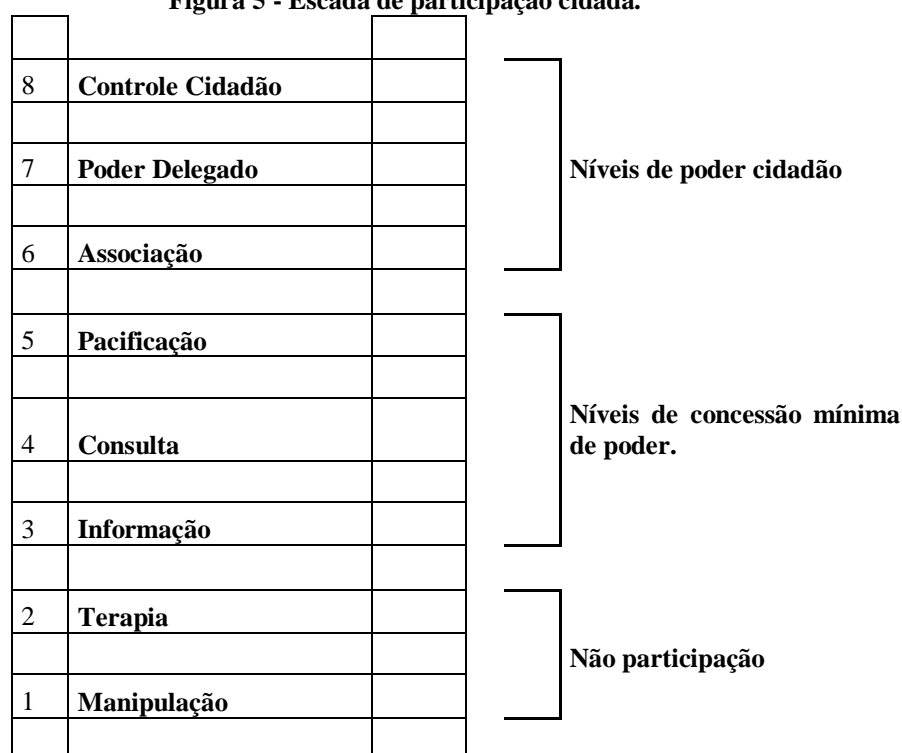 Figura 5 - Escada de participação cidadã.
8 Controle Cidadão
7 Poder Delegado
Níveis de poder cidadão
6 Associação
5 Pacificação
4 Consulta
Níveis de concessão mínima
de poder.
3 Informação
2 Terapia
Não participação
1 Manipulação